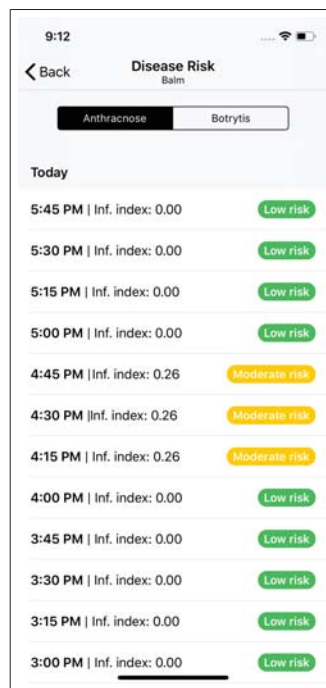 9:12
Back
Disease Risk
Balm
Anthracnose Botrytis
Today
5:45 PM | Inf. index: 0.00 Low risk
5:30 PM | Inf. index: 0.00 Low risk
5:15 PM | Inf. index: 0.00 Low risk
5:00 PM | Inf. index: 0.00 Low risk
4:45 PM |Inf. index: 0.26 Moderate risk
4:30 PM |Inf. index: 0.26 Moderate risk
4:15 PM | Inf. index: 0.26 Moderate risk
4:00 PM | Inf. index: 0.00 Low risk
3:45 PM | Inf. index: 0.00 Low risk
3:30 PM | Inf. index: 0.00 Low risk
3:15 PM | Inf. index: 0.00 Low risk
3:00 PM | Inf. index: 0.00 Low risk